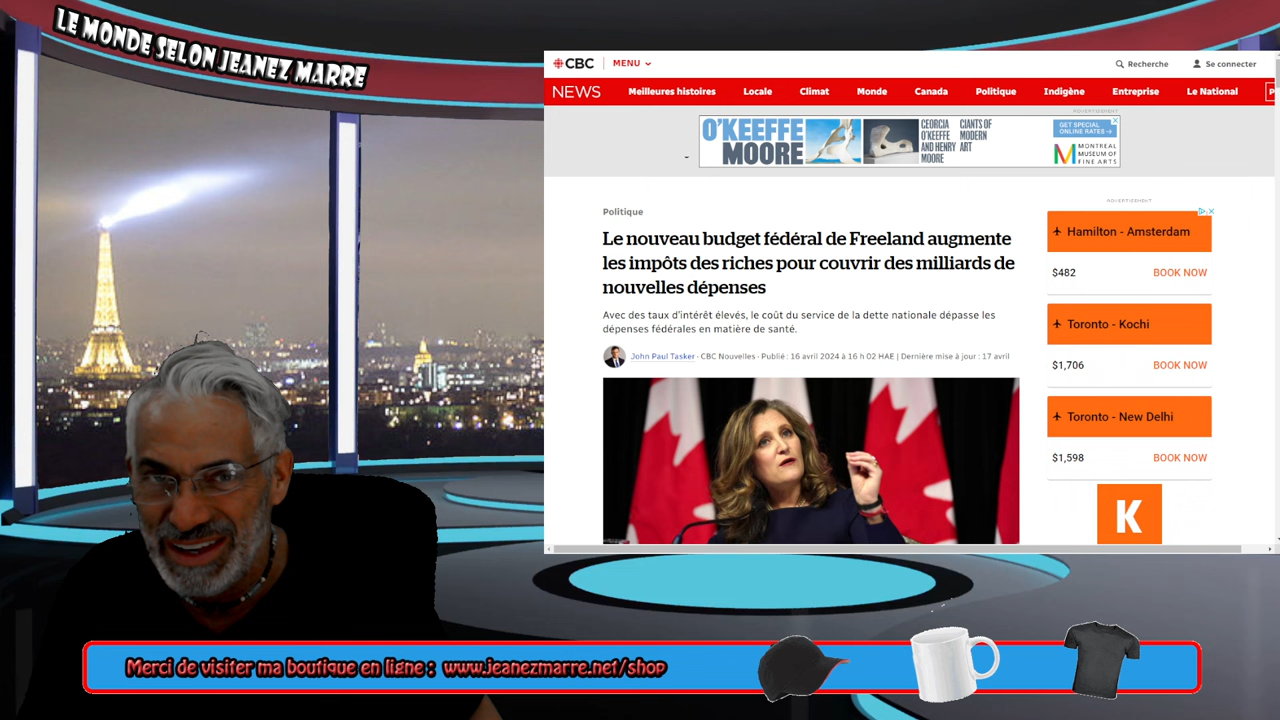 LE MONDE SELON JEANEZ MARRE
CBC MENU Recherche Se connecter
NEWS Meilleures histoires Locale Climat Monde Canada Politique Indigène Entreprise Le National
ADVERTISEMENT
O'KEEFFE
MOORE
GEORGIA
O'KEEFFE
AND HENRY
MOORE
GIANTS OF
MODERN
ART
GET SPECIAL
ONLINE RATES →
M MONTREAL
MUSEUM OF
FINE ARTS
Politique
Le nouveau budget fédéral de Freeland augmente
les impôts des riches pour couvrir des milliards de
nouvelles dépenses
Avec des taux d'intérêt élevés, le coût du service de la dette nationale dépasse les
dépenses fédérales en matière de santé.
John Paul Tasker · CBC Nouvelles · Publié : 16 avril 2024 à 16 h 02 HAE | Dernière mise à jour : 17 avril
ADVERTISEMENT
Hamilton - Amsterdam
$482 BOOK NOW
Toronto - Kochi
$1,706 BOOK NOW
Toronto - New Delhi
$1,598 BOOK NOW
K
Merci de visiter ma boutique en ligne : www.jeanezmarre.net/shop